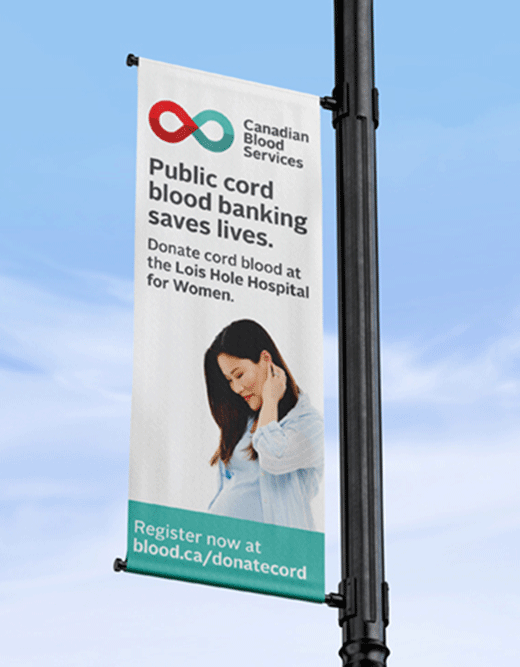 Canadian
Blood
Services
Public cord
blood banking
saves lives.
Donate cord blood at
the Lois Hole Hospital
for Women.
Register now at
blood.ca/donatecord